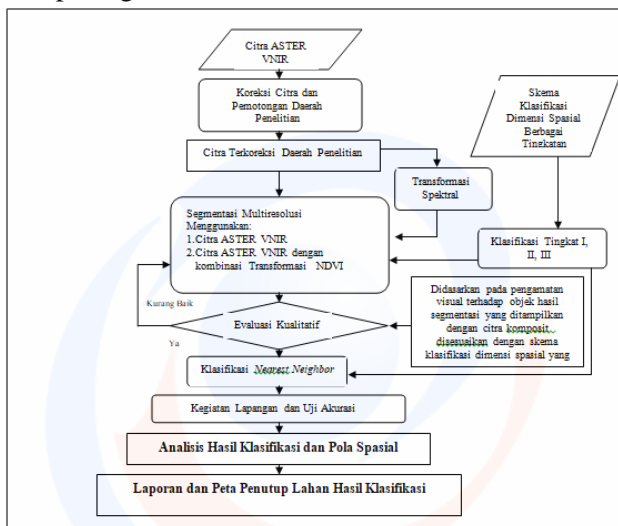 Citra ASTER
VNIR
Koreksi Citra dan
Pemotongan Daerah
Penelitian
Skema
Klasifikasi
Dimensi Spasial
Berbagai
Tingkatan
Citra Terkoreksi Daerah Penelitian
Transformasi
Spektral
Segmentasi Multiresolusi
Menggunakan:
1.Citra ASTER VNIR
2.Citra ASTER VNIR dengan
kombinasi Transformasi NDVI
Klasifikasi Tingkat I,
II, III
Kurang Baik
Evaluasi Kualitatif
Ya
Didasarkan pada pengamatan
visual terhadap objek hasil
segmentasi yang ditampilkan
dengan citra komposit,
disesuaikan dengan skema
klasifikasi dimensi spasial yang
Klasifikasi Nearest Neighbor
Kegiatan Lapangan dan Uji Akurasi
Analisis Hasil Klasifikasi dan Pola Spasial
Laporan dan Peta Penutup Lahan Hasil Klasifikasi